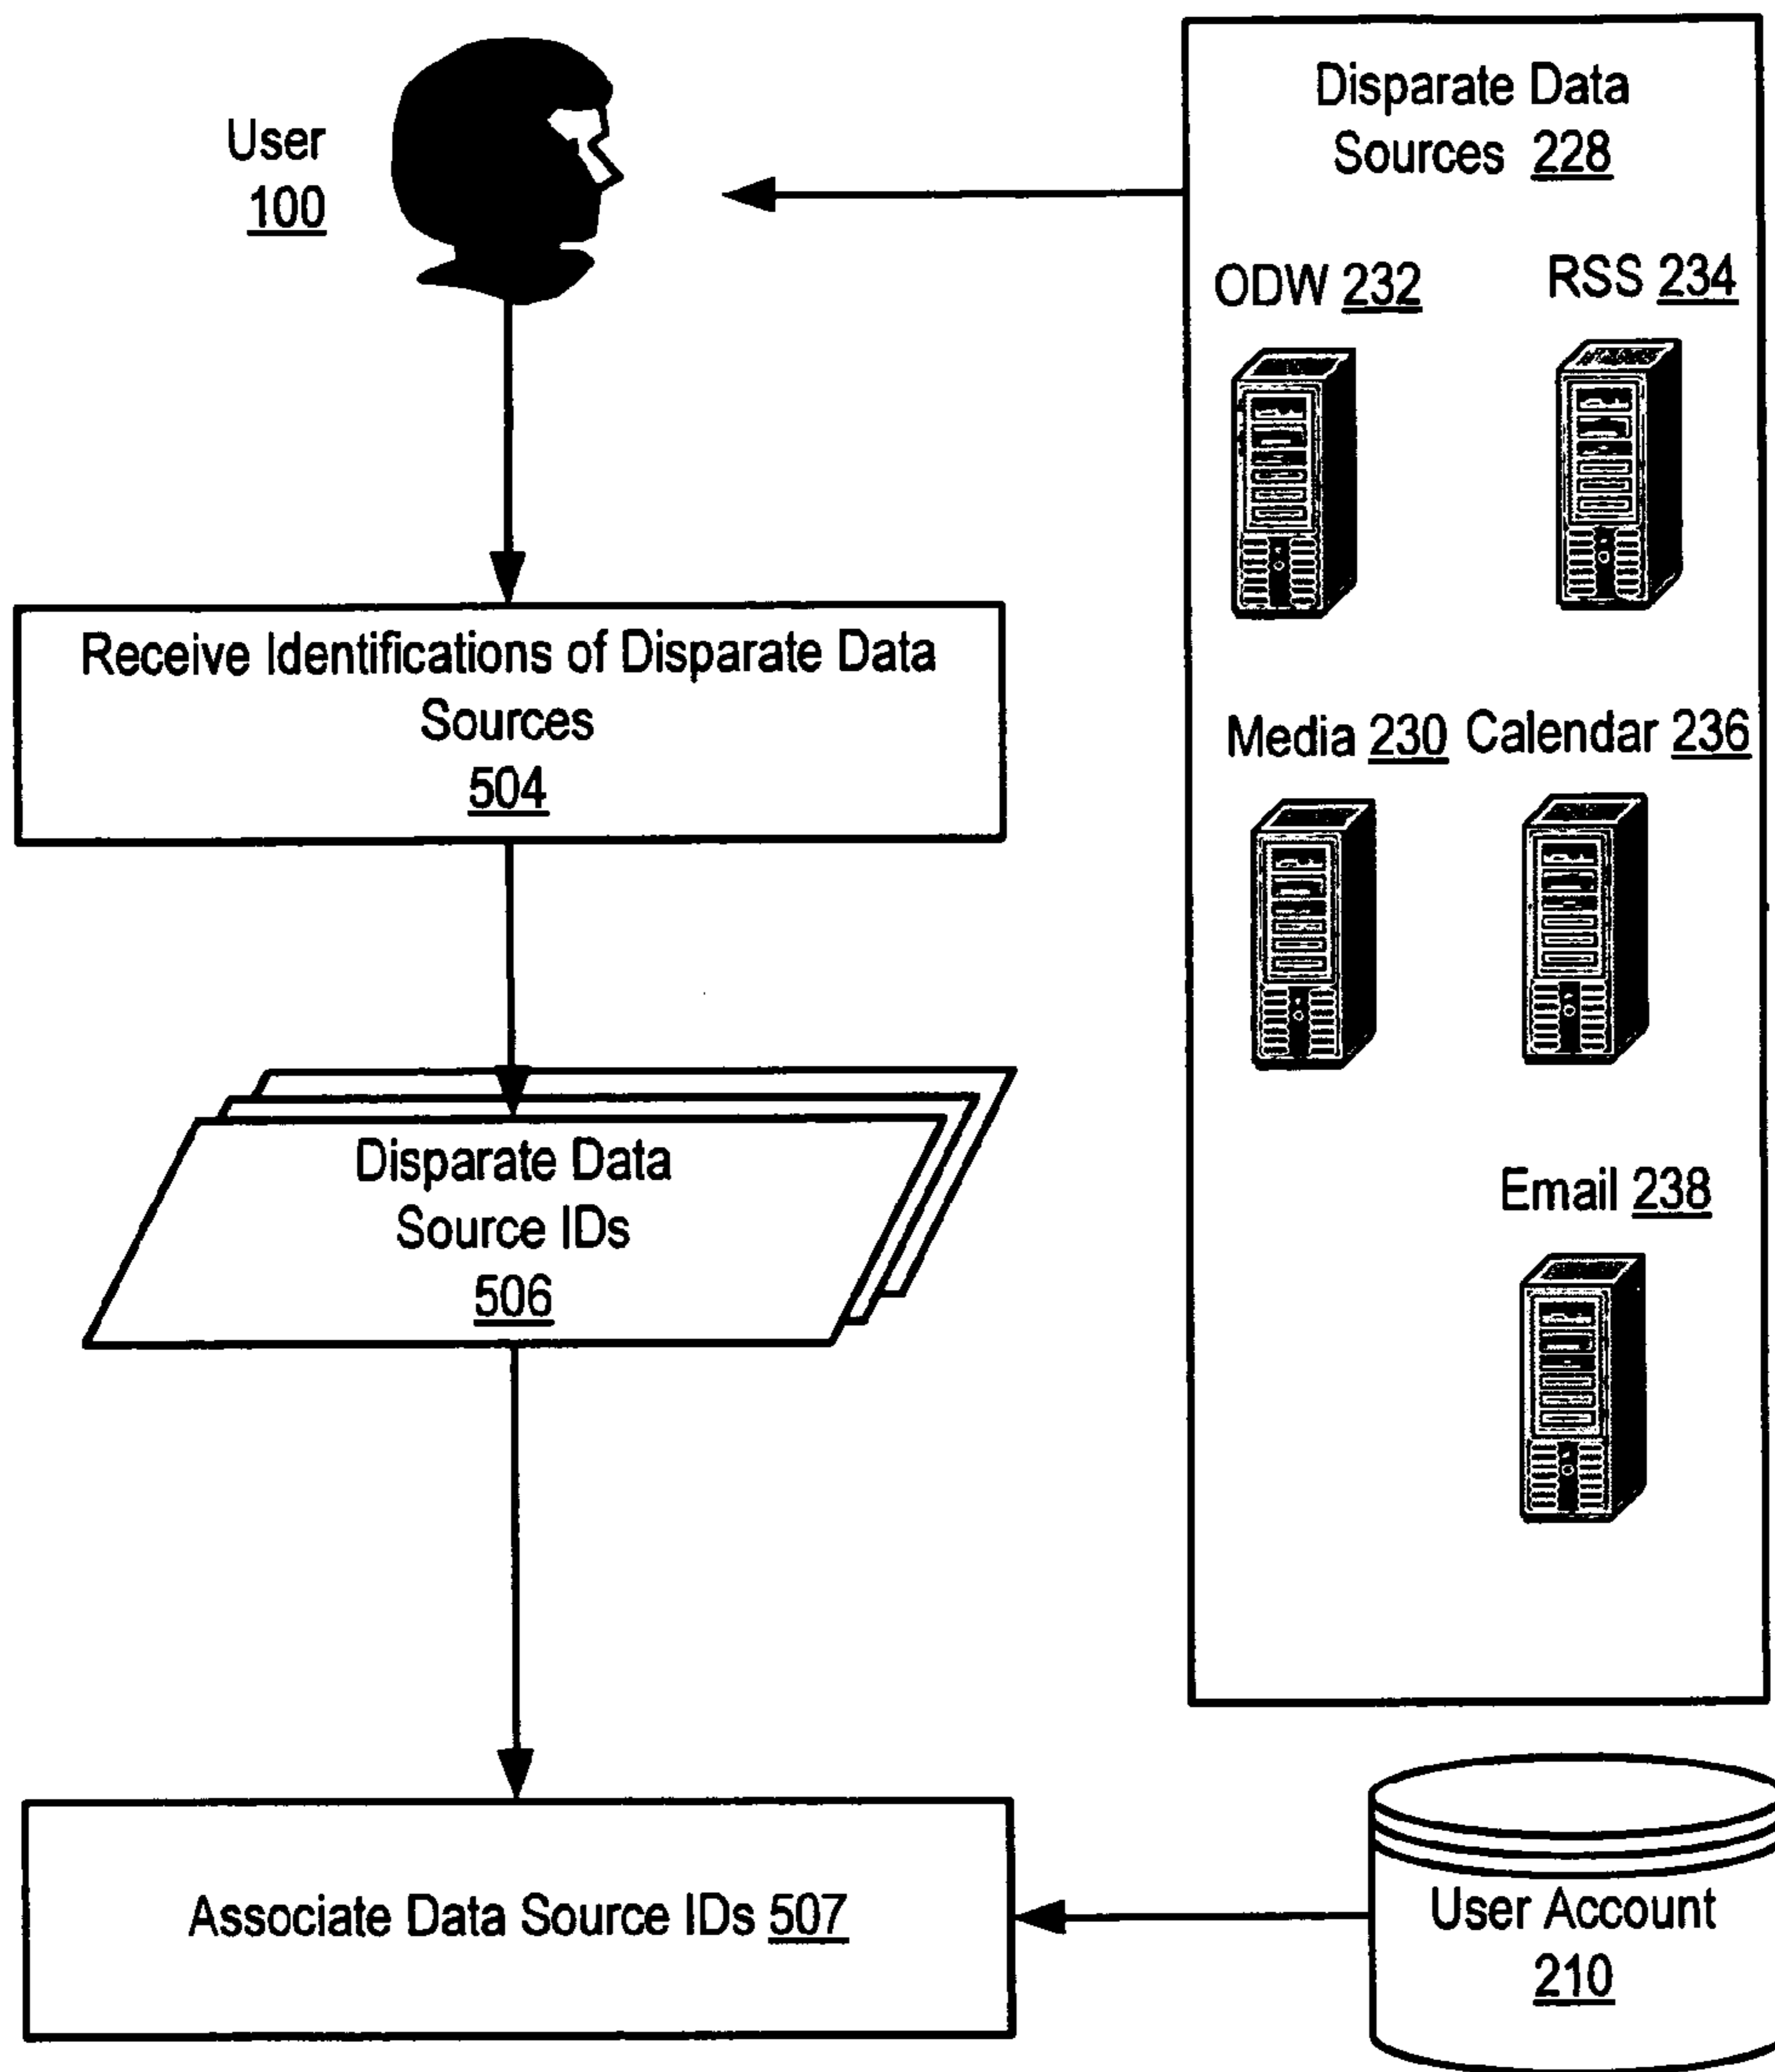 User
100
Disparate Data
Sources 228
ODW 232
RSS 234
Receive Identifications of Disparate Data
Sources
504
Media 230
Calendar 236
Disparate Data
Source IDs
506
Email 238
Associate Data Source IDs 507
User Account
210